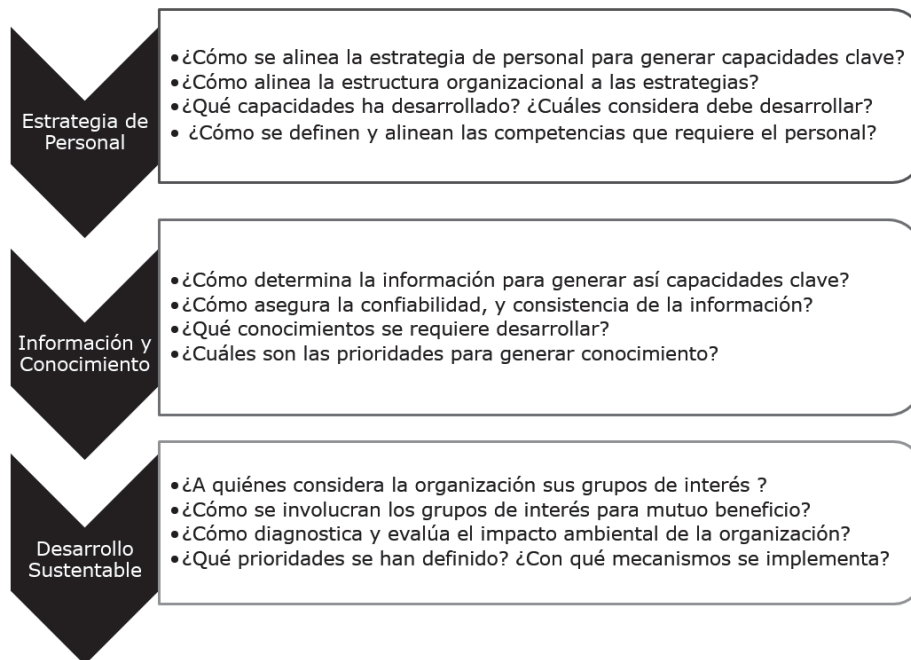 Estrategia de
Personal
• ¿Cómo se alinea la estrategia de personal para generar capacidades clave?
• ¿Cómo alinea la estructura organizacional a las estrategias?
• ¿Qué capacidades ha desarrollado? ¿Cuáles considera debe desarrollar?
• ¿Cómo se definen y alinean las competencias que requiere el personal?
Información y
Conocimiento
• ¿Cómo determina la información para generar así capacidades clave?
• ¿Cómo asegura la confiabilidad, y consistencia de la información?
• ¿Qué conocimientos se requiere desarrollar?
• ¿Cuáles son las prioridades para generar conocimiento?
Desarrollo
Sustentable
• ¿A quiénes considera la organización sus grupos de interés ?
• ¿Cómo se involucran los grupos de interés para mutuo beneficio?
• ¿Cómo diagnostica y evalúa el impacto ambiental de la organización?
• ¿Qué prioridades se han definido? ¿Con qué mecanismos se implementa?